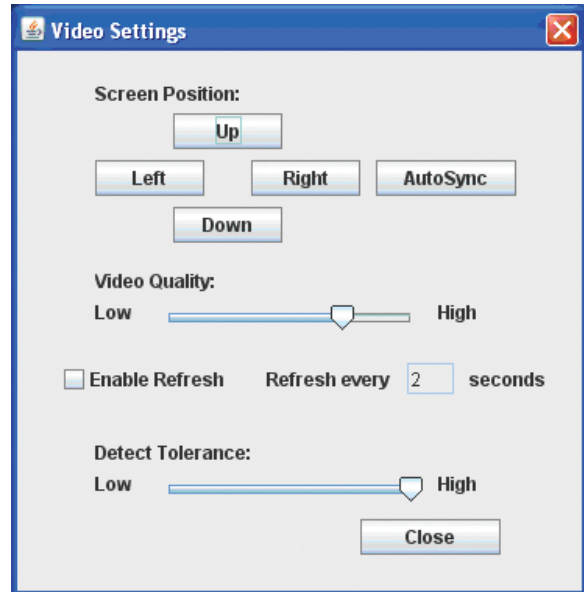 Video Settings
Screen Position:
Up
Left Right AutoSync
Down
Video Quality:
Low High
Enable Refresh Refresh every 2 seconds
Detect Tolerance:
Low High
Close